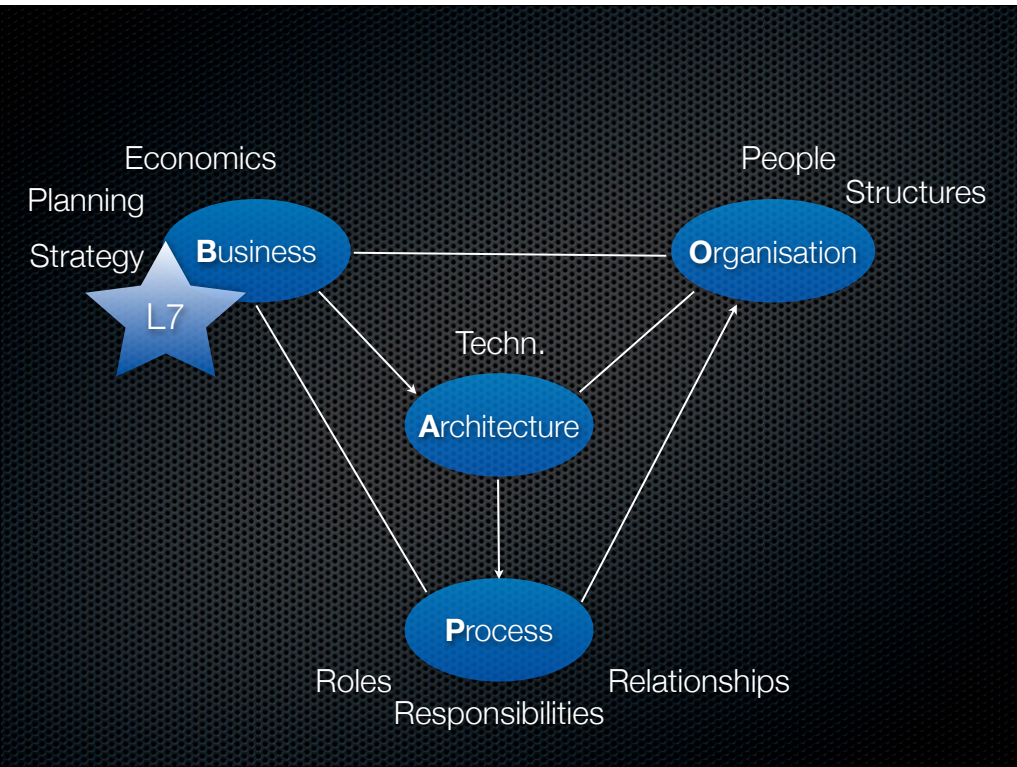 Economics
People
Planning
Structures
Strategy
Business
Organisation
L7
Techn.
Architecture
Process
Roles
Relationships
Responsibilities